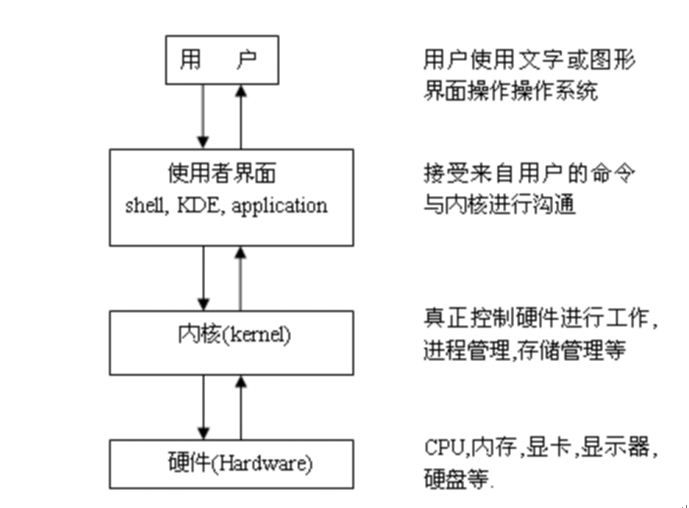 用 户
用户使用文字或图形
界面操作操作系统
使用者界面
shell, KDE, application
接受来自用户的命令
与内核进行沟通
内核(kernel)
真正控制硬件进行工作,
进程管理,存储管理等
硬件(Hardware)
CPU,内存,显卡,显示器,
硬盘等.